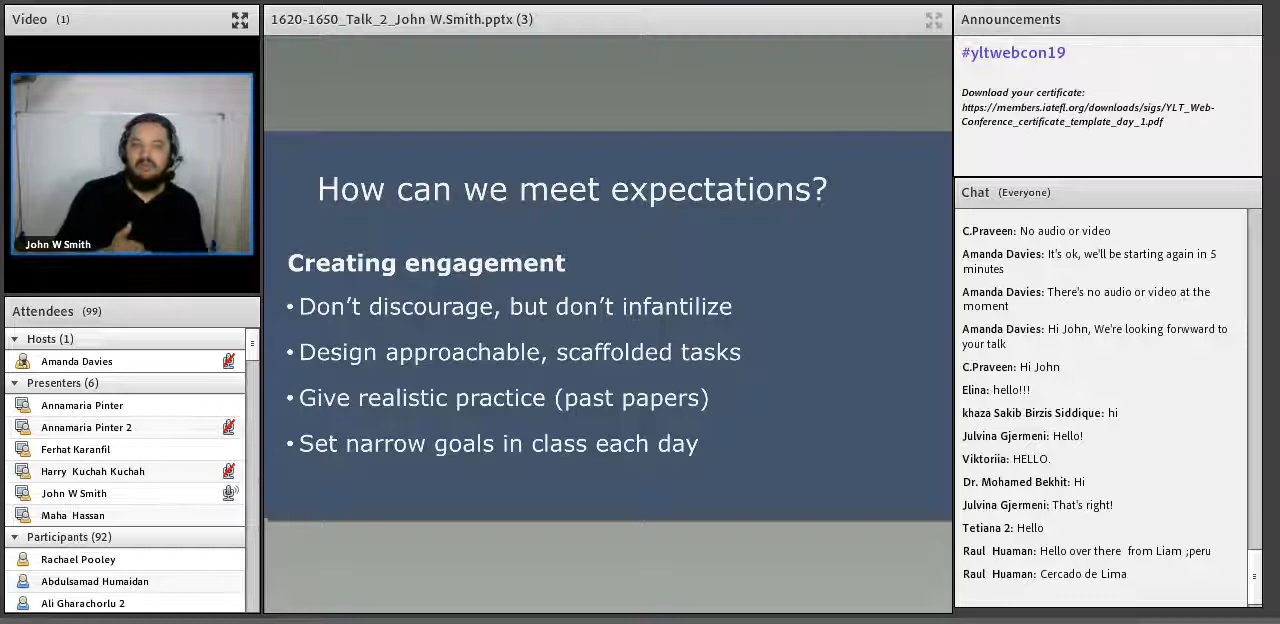 Video (1)
John W Smith
Attendees (99)
Hosts (1)
Amanda Davies
Presenters (6)
Annamaria Pinter
Annamaria Pinter 2
Ferhat Karanfil
Harry Kuchah Kuchah
John W Smith
Maha Hassan
Participants (92)
Rachael Pooley
Abdulsamad Humaidan
Ali Gharachorlu 2
1620-1650_Talk_2_John W.Smith.pptx (3)
How can we meet expectations?
Creating engagement
• Don’t discourage, but don’t infantilize
• Design approachable, scaffolded tasks
• Give realistic practice (past papers)
• Set narrow goals in class each day
Announcements
#yltwebcon19
Download your certificate:
https://members.iatefl.org/downloads/sigs/YLT_Web-
Conference_certificate_template_day_1.pdf
Chat (Everyone)
C.Praveen: No audio or video
Amanda Davies: It's ok, we'll be starting again in 5
minutes
Amanda Davies: There's no audio or video at the
moment
Amanda Davies: Hi John, We're looking forwward to
your talk
C.Praveen: Hi John
Elina: hello!!!
khaza Sakib Birzis Siddique: hi
Julvina Gjermeni: Hello!
Viktoriia: HELLO.
Dr. Mohamed Bekhit: Hi
Julvina Gjermeni: That's right!
Tetiana 2: Hello
Raul Huaman: Hello over there from Liam ;peru
Raul Huaman: Cercado de Lima